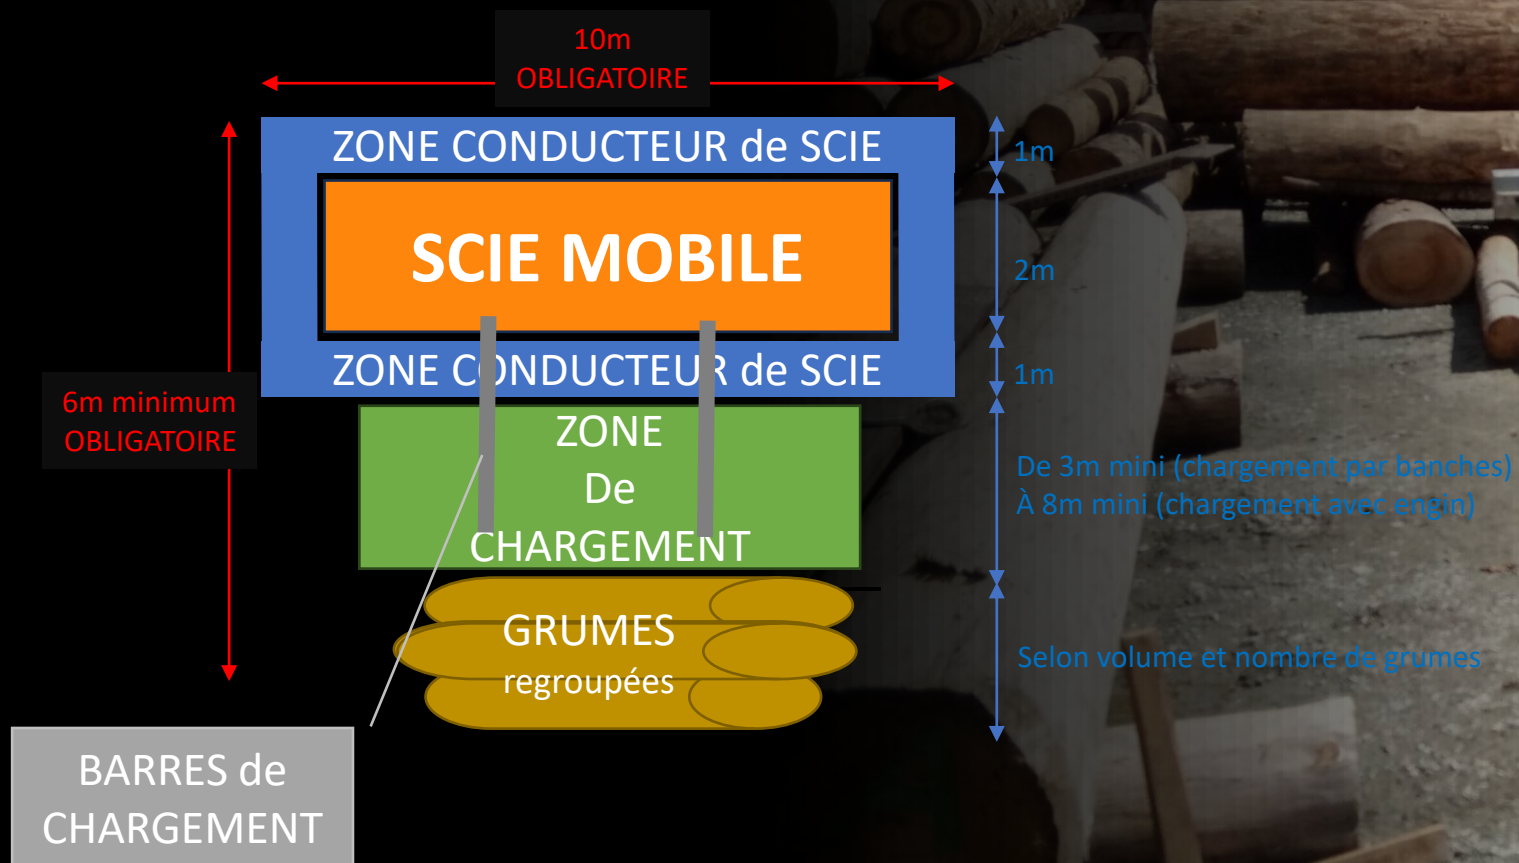 10m
OBLIGATOIRE
ZONE CONDUCTEUR de SCIE
1m
SCIE MOBILE
2m
ZONE CONDUCTEUR de SCIE
1m
6m minimum
OBLIGATOIRE
ZONE
De
CHARGEMENT
De 3m mini (chargement par banches)
À 8m mini (chargement avec engin)
GRUMES
regroupées
Selon volume et nombre de grumes
BARRES de
CHARGEMENT